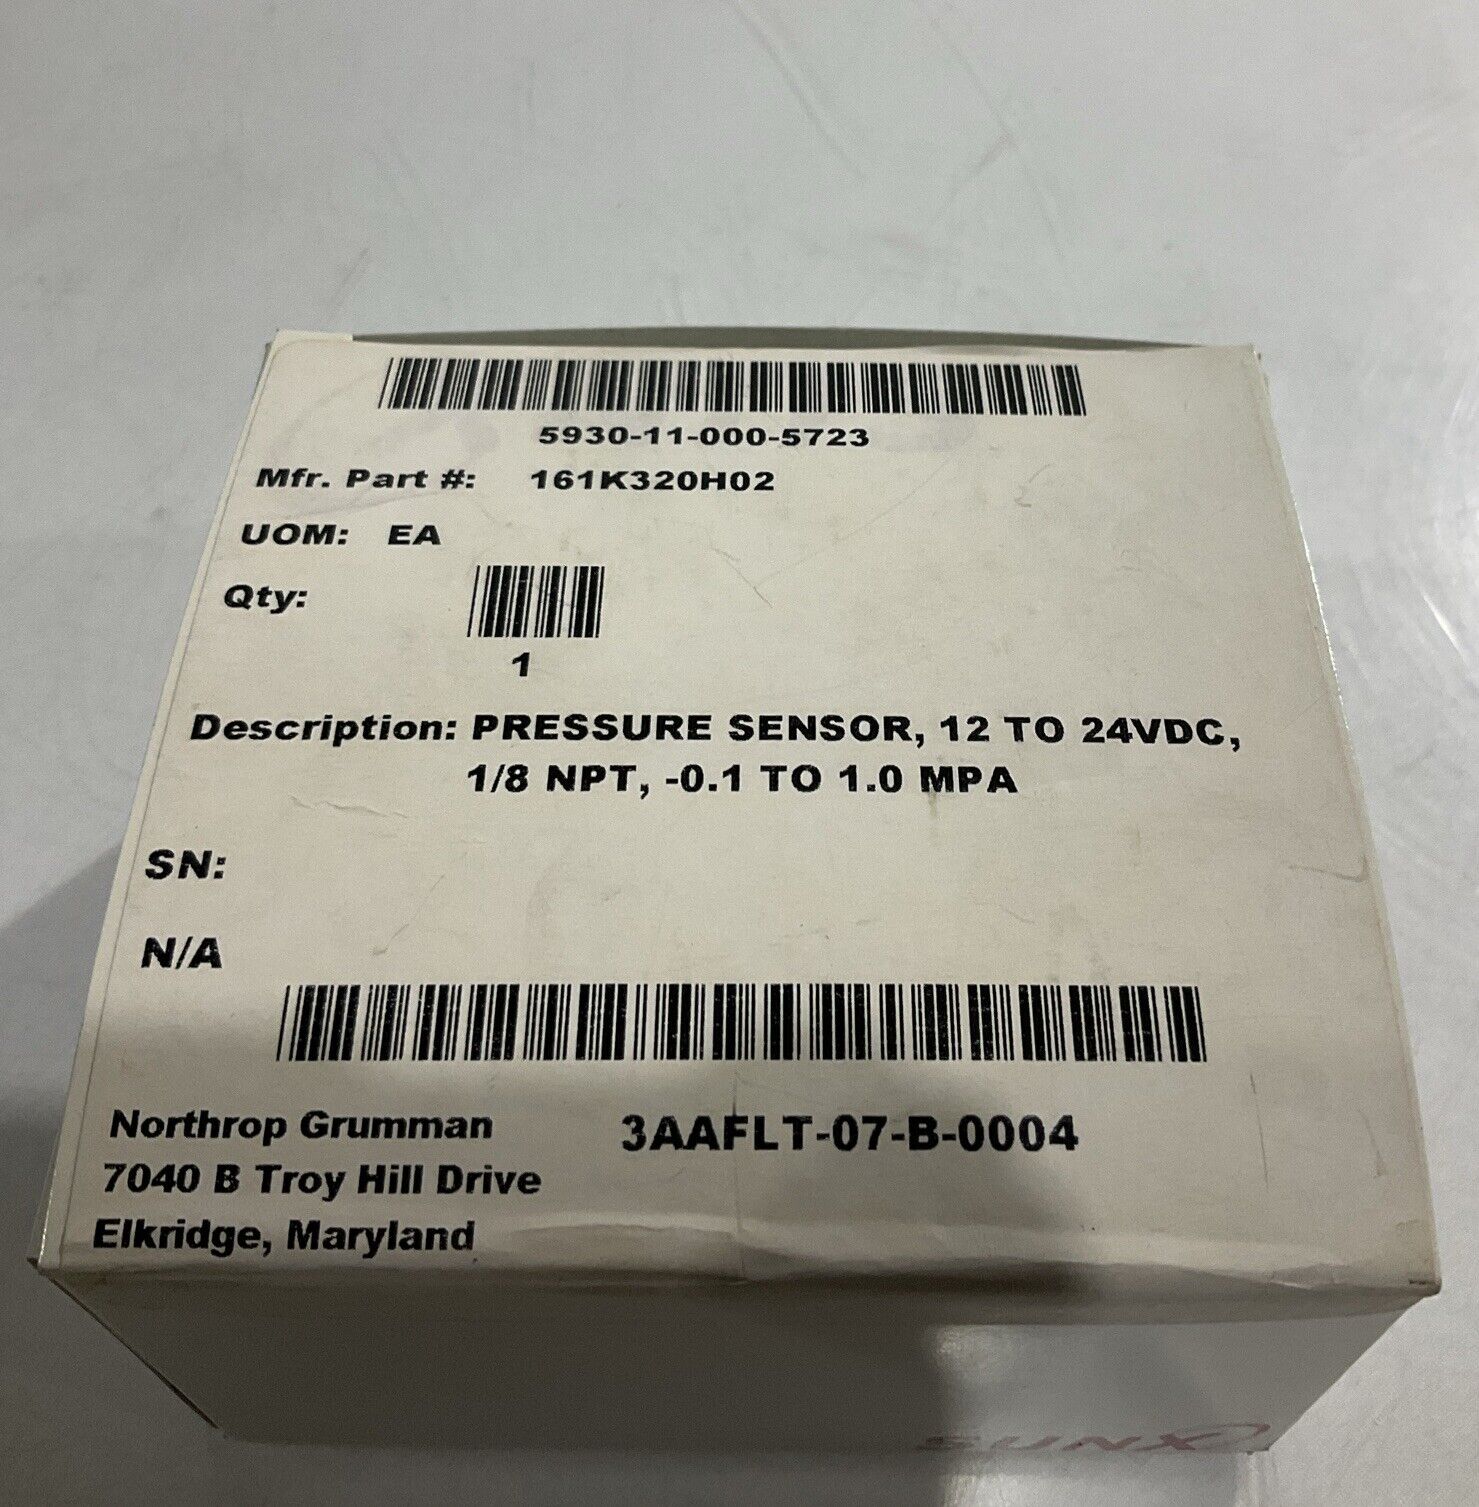 5930-11-000-5723
Mfr. Part #: 161K320H02
UOM: EA
Qty:
1
Description: PRESSURE SENSOR, 12 TO 24VDC,
1/8 NPT, -0.1 TO 1.0 MPA
SN:
N/A
Northrop Grumman 3AAFLT-07-B-0004
7040 B Troy Hill Drive
Elkridge, Maryland
SUNX